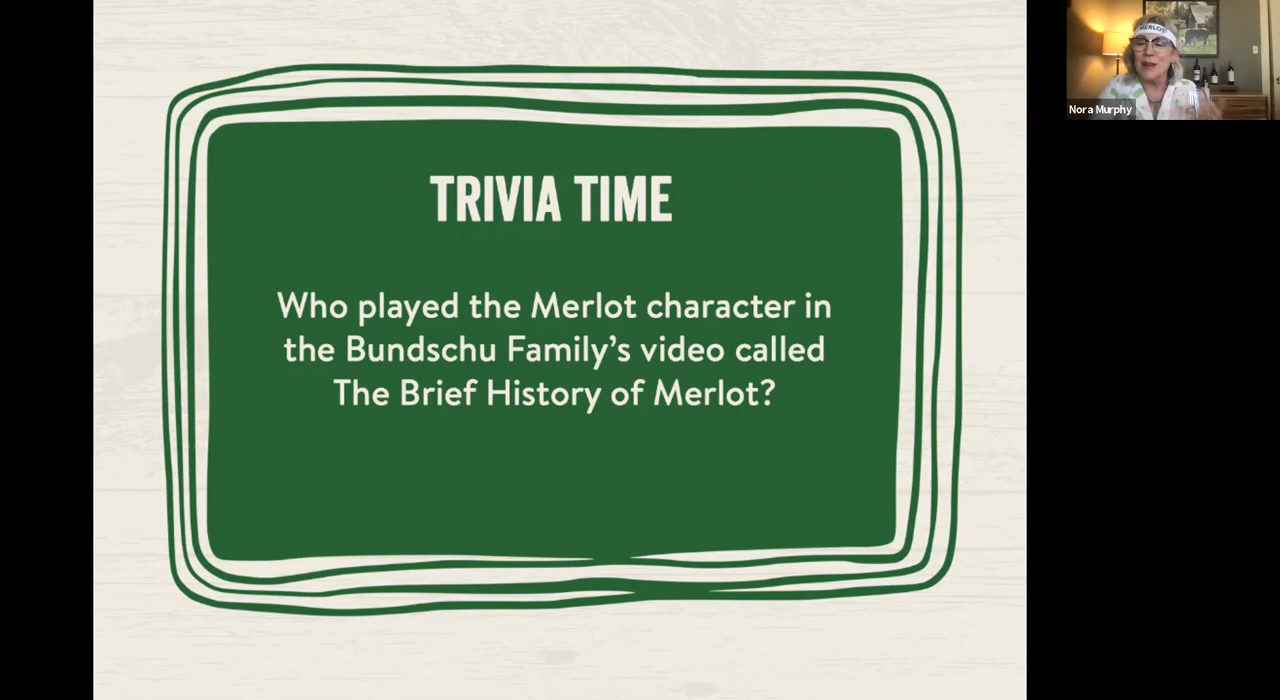 TRIVIA TIME
Who played the Merlot character in
the Bundschu Family’s video called
The Brief History of Merlot?
MERLOT
Nora Murphy